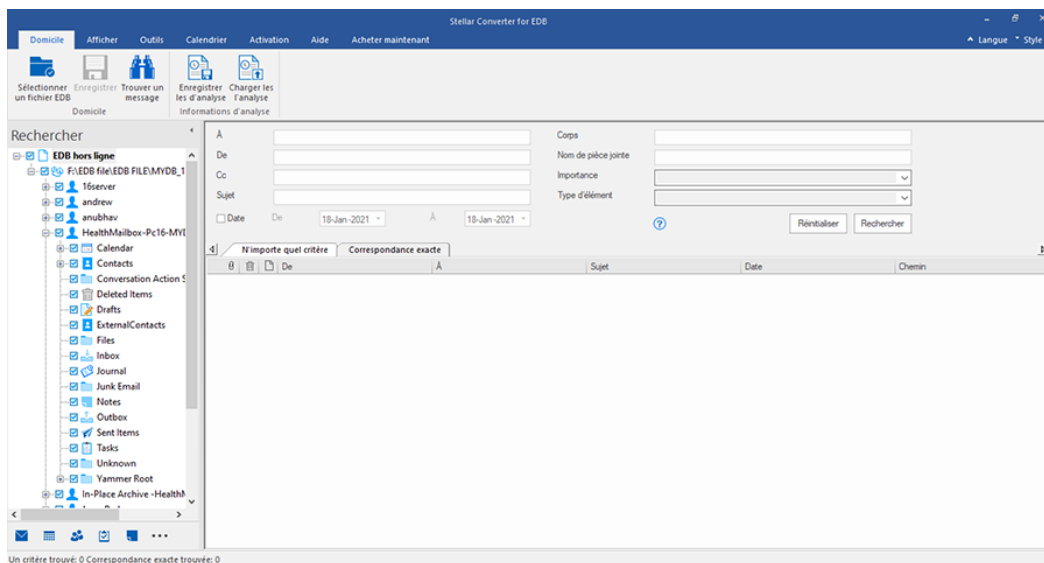 Stellar Converter for EDB
Domicile Afficher Outils Calendrier Activation Aide Acheter maintenant Langue Style
Sélectionner un fichier EDB
Enregistrer
Trouver un message
Enregistrer les d'analyse
Charger les l'analyse
Domicile
Informations d'analyse
Rechercher
EDB hors ligne
F:\EDB file\EDB FILE\MYDB_1
16server
andrew
anubhav
HealthMailbox-Pc16-MYI
Calendar
Contacts
Conversation Action S
Deleted Items
Drafts
ExternalContacts
Files
Inbox
Journal
Junk Email
Notes
Outbox
Sent Items
Tasks
Unknown
Yammer Root
In-Place Archive -HealthM
À
De
Cc
Sujet
Date De 18-Jan-2021 À 18-Jan-2021
Corps
Nom de pièce jointe
Importance
Type d'élément
Réinitialiser Rechercher
N'importe quel critère Correspondance exacte
De À Sujet Date Chemin
Un critère trouvé: 0 Correspondance exacte trouvée: 0